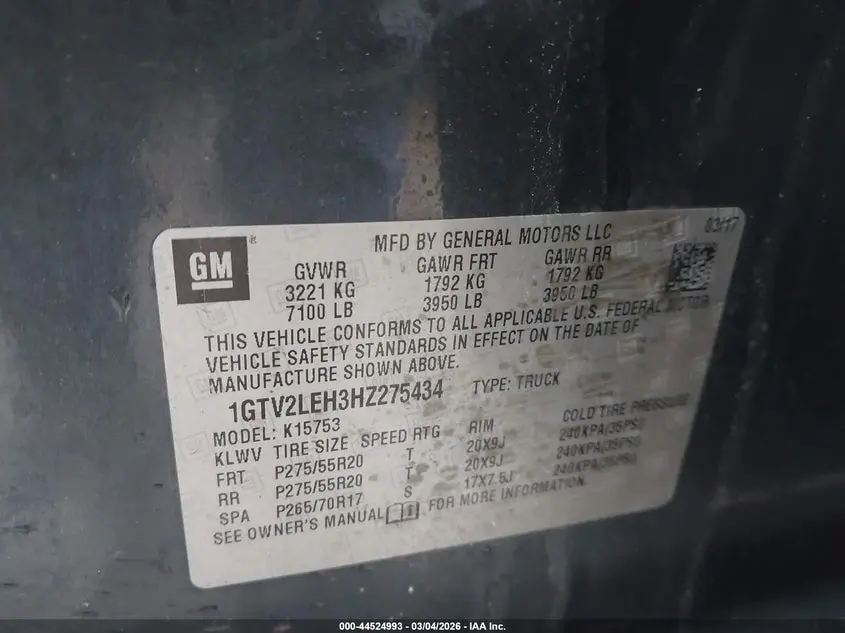 GM
MFD BY GENERAL MOTORS LLC 03/17
GVWR GAWR FRT GAWR RR
3221 KG 1792 KG 1792 KG
7100 LB 3950 LB 3950 LB
THIS VEHICLE CONFORMS TO ALL APPLICABLE U.S. FEDERAL MOTOR
VEHICLE SAFETY STANDARDS IN EFFECT ON THE DATE OF
MANUFACTURE SHOWN ABOVE.
1GTV2LEH3HZ275434 TYPE: TRUCK
MODEL: K15753
KLWV TIRE SIZE SPEED RTG RIM COLD TIRE PRESSURE
FRT P275/55R20 T 20X9J 240KPA(35PSI)
RR P275/55R20 T 20X9J 240KPA(35PSI)
SPA P265/70R17 S 17X7.5J 240KPA(35PSI)
SEE OWNER'S MANUAL FOR MORE INFORMATION.
000-44524993 - 03/04/2026 - IAA Inc.